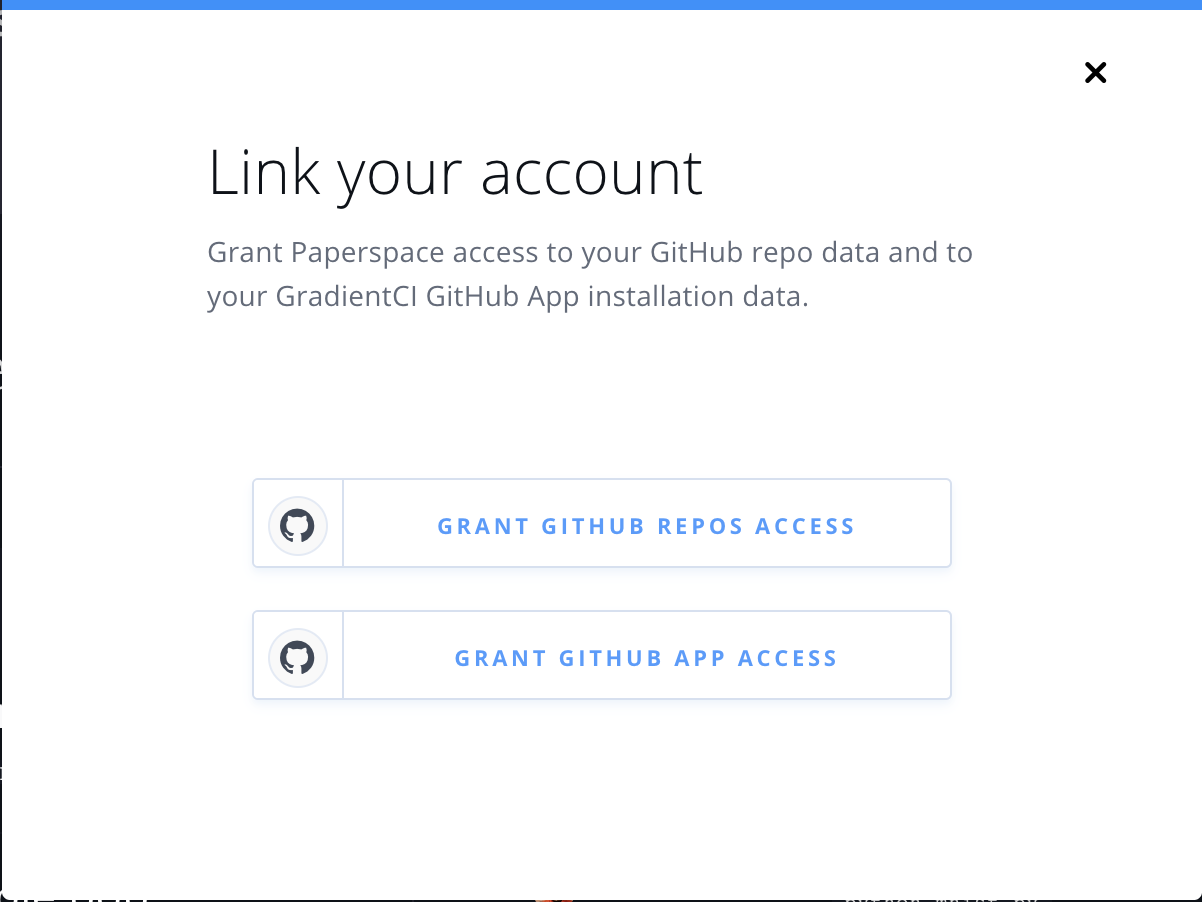 Link your account
Grant Paperspace access to your GitHub repo data and to
your GradientCI GitHub App installation data.
GRANT GITHUB REPOS ACCESS
GRANT GITHUB APP ACCESS